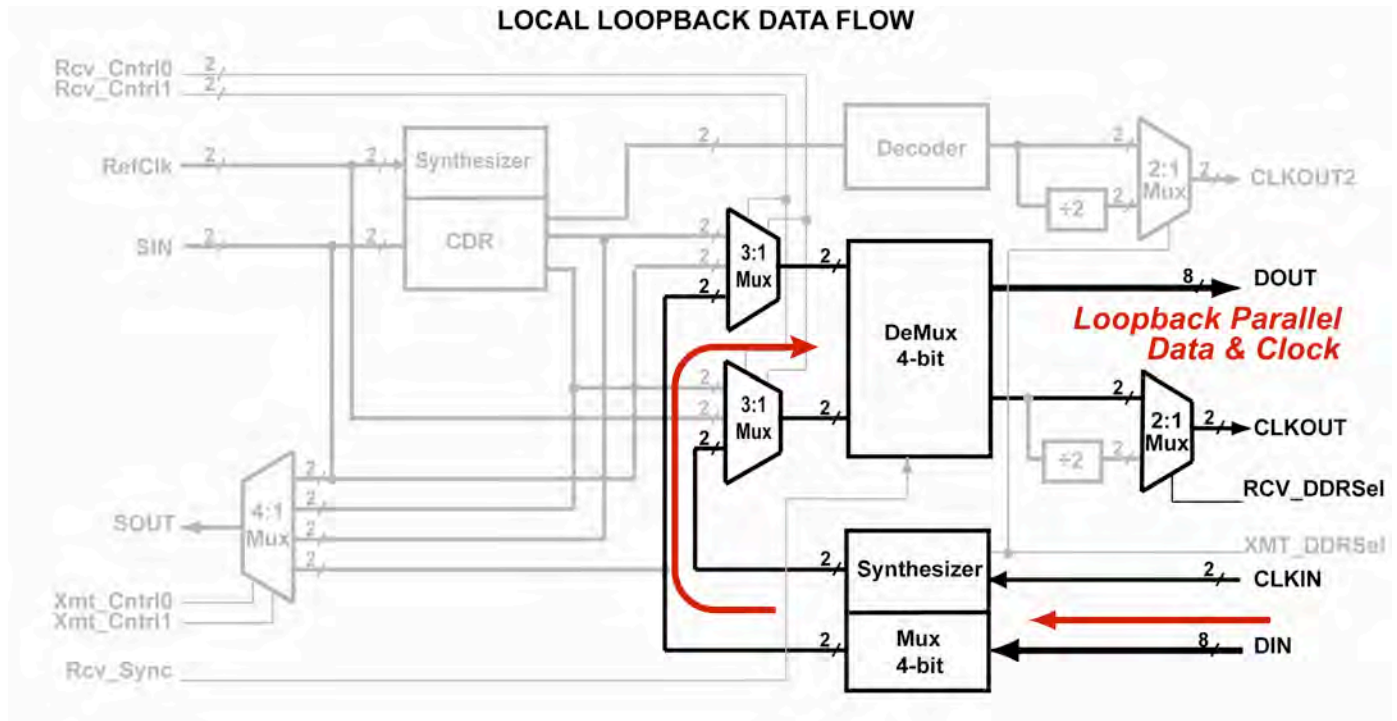 LOCAL LOOPBACK DATA FLOW
Rcv_Cntrl0
2
Rcv_Cntrl1
2
RefClk
2
2
Synthesizer
CDR
SIN
2
2
2
Decoder
2
2
÷2
2:1
Mux
2
CLKOUT2
2
2
2
3:1
Mux
2
DeMux
4-bit
8
DOUT
Loopback Parallel
Data & Clock
2
2
2
3:1
Mux
2
2
2
÷2
2:1
Mux
2
CLKOUT
RCV_DDRSel
SOUT
4:1
Mux
2
2
2
2
XMT_DDRSel
2
Synthesizer
2
CLKIN
Xmt_Cntrl0
Xmt_Cntrl1
2
Mux
4-bit
8
DIN
Rcv_Sync